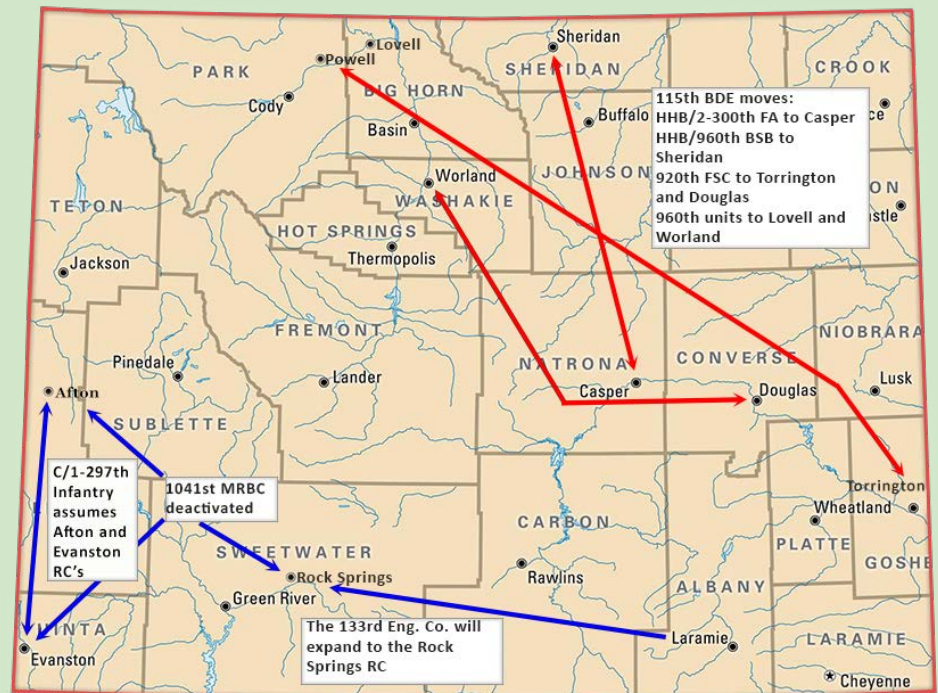 Sheridan
Lovell
Powell
PARK
SHERIDAN
CROOK
Cody
BIG HORN
115th BDE moves:
HHB/2-300th FA to Casper
HHB/960th BSB to
Sheridan
920th FSC to Torrington
and Douglas
960th units to Lovell and
Worland
Buffalo
ce
Basin
JOHNSON
ON
Worland
WASHAKIE
TETON
stle
HOT SPRINGS
Thermopolis
Jackson
FREMONT
NIOBRARA
Pinedale
NATRONA
CONVERSE
Lander
Casper
Douglas
Lusk
Afton
SUBLETTE
C/1-297th
Infantry
assumes
Afton and
Evanston
RC's
1041st MRBC
deactivated
Torrington
Wheatland
CARBON
PLATTE
SWEETWATER
GOSHE
Rock Springs
Rawlins
ALBANY
Green River
The 133rd Eng. Co. will
expand to the Rock
Springs RC
UINTA
Laramie
LARAMIE
Evanston
Cheyenne